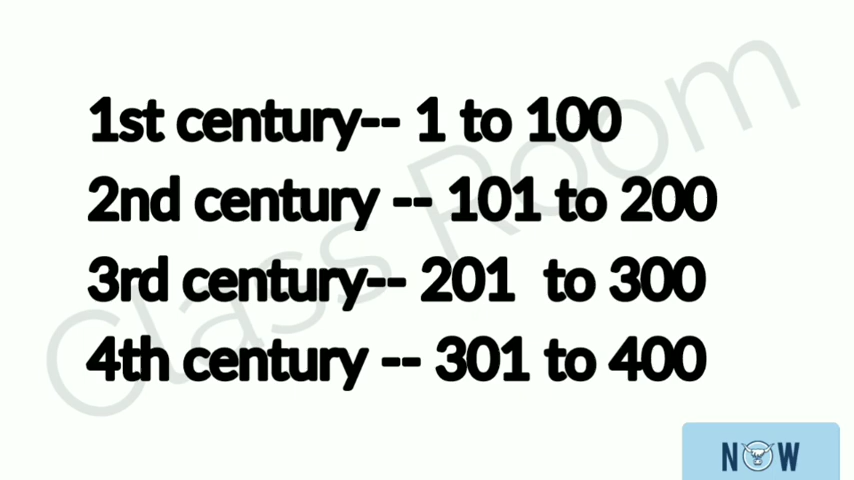 1st century-- 1 to 100
2nd century -- 101 to 200
3rd century-- 201  to 300
4th century -- 301 to 400
Class Room
NOW